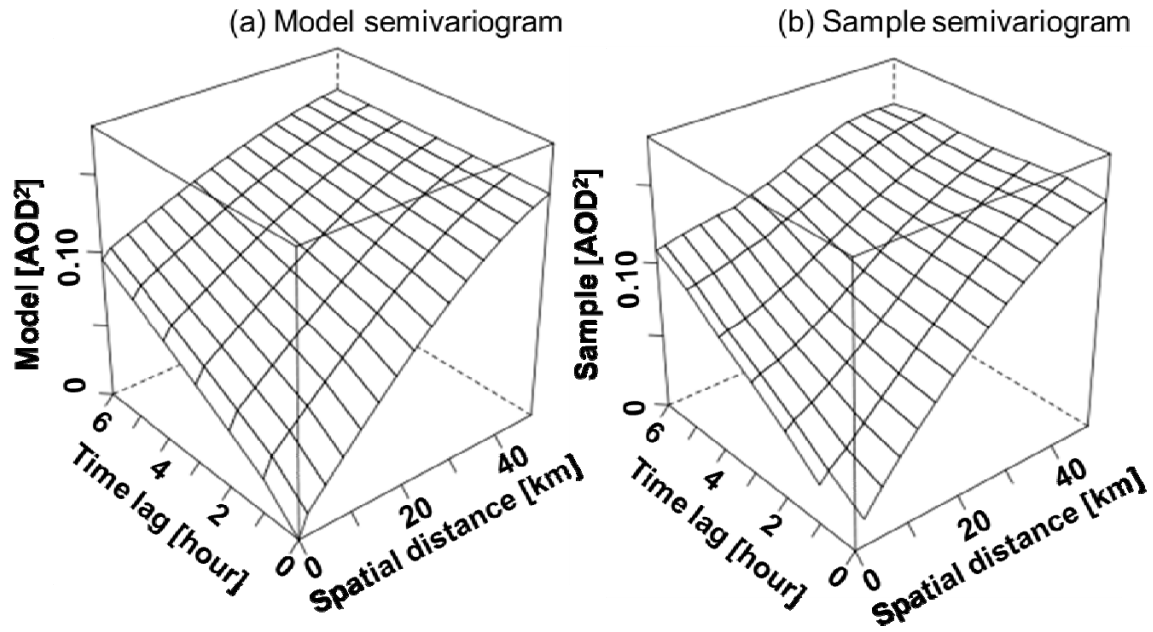 (a) Model semivariogram
(b) Sample semivariogram
Model [AOD²]
0.10
0
6
4
2
0
Time lag [hour]
0
20
40
Spatial distance [km]
Sample [AOD²]
0.10
0
6
4
2
0
Time lag [hour]
0
20
40
Spatial distance [km]